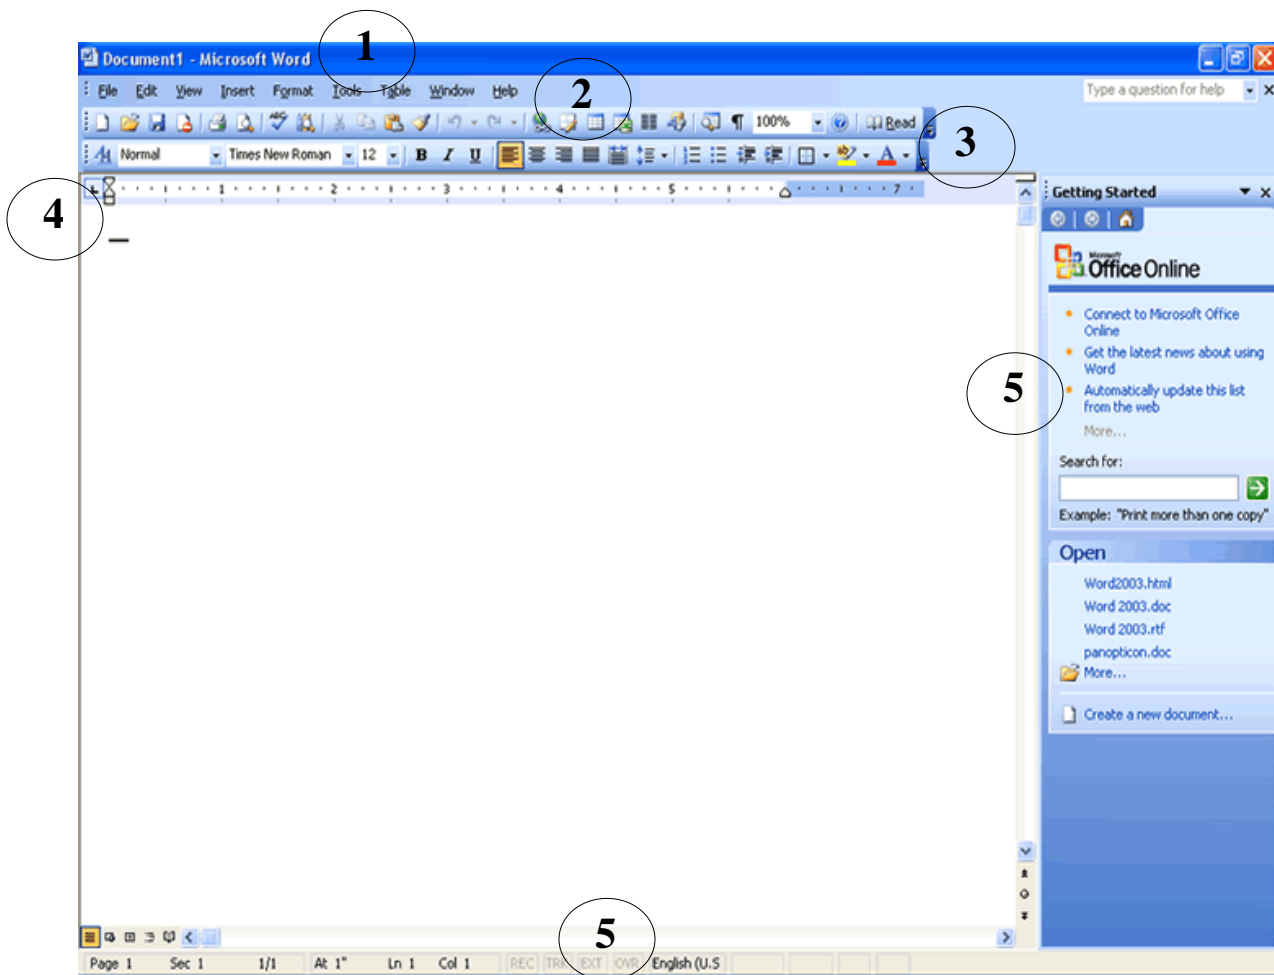 1
Document1 - Microsoft Word
File Edit View Insert Format Tools Table Window Help
Type a question for help
2
100% Read
3
Normal Times New Roman 12 B I U A
4
1 2 3 4 5 7
Getting Started
Microsoft
Office Online
Connect to Microsoft Office
Online
Get the latest news about using
Word
5
Automatically update this list
from the web
More...
Search for:
Example: "Print more than one copy"
Open
Word2003.html
Word 2003.doc
Word 2003.rtf
panopticon.doc
More...
Create a new document...
5
Page 1 Sec 1 1/1 At 1" Ln 1 Col 1 REC TRK EXT OVR English (U.S